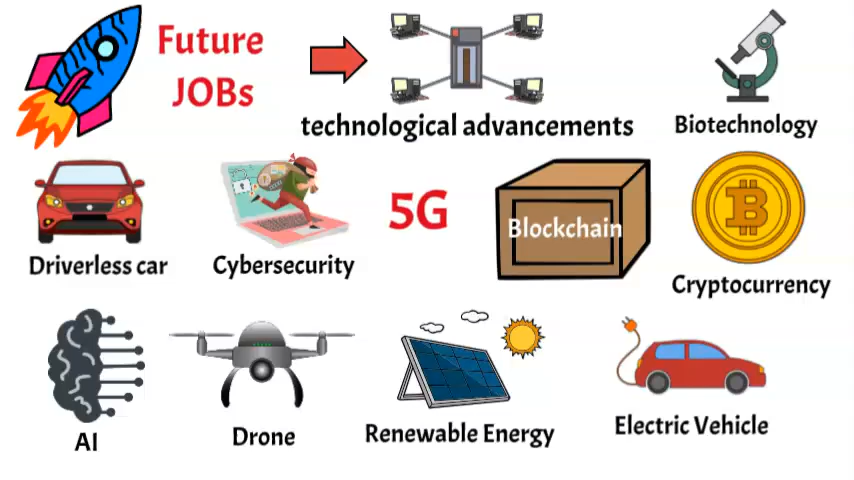 Future
JOBs
technological advancements
Biotechnology
Driverless car
Cybersecurity
5G
Blockchain
Cryptocurrency
AI
Drone
Renewable Energy
Electric Vehicle